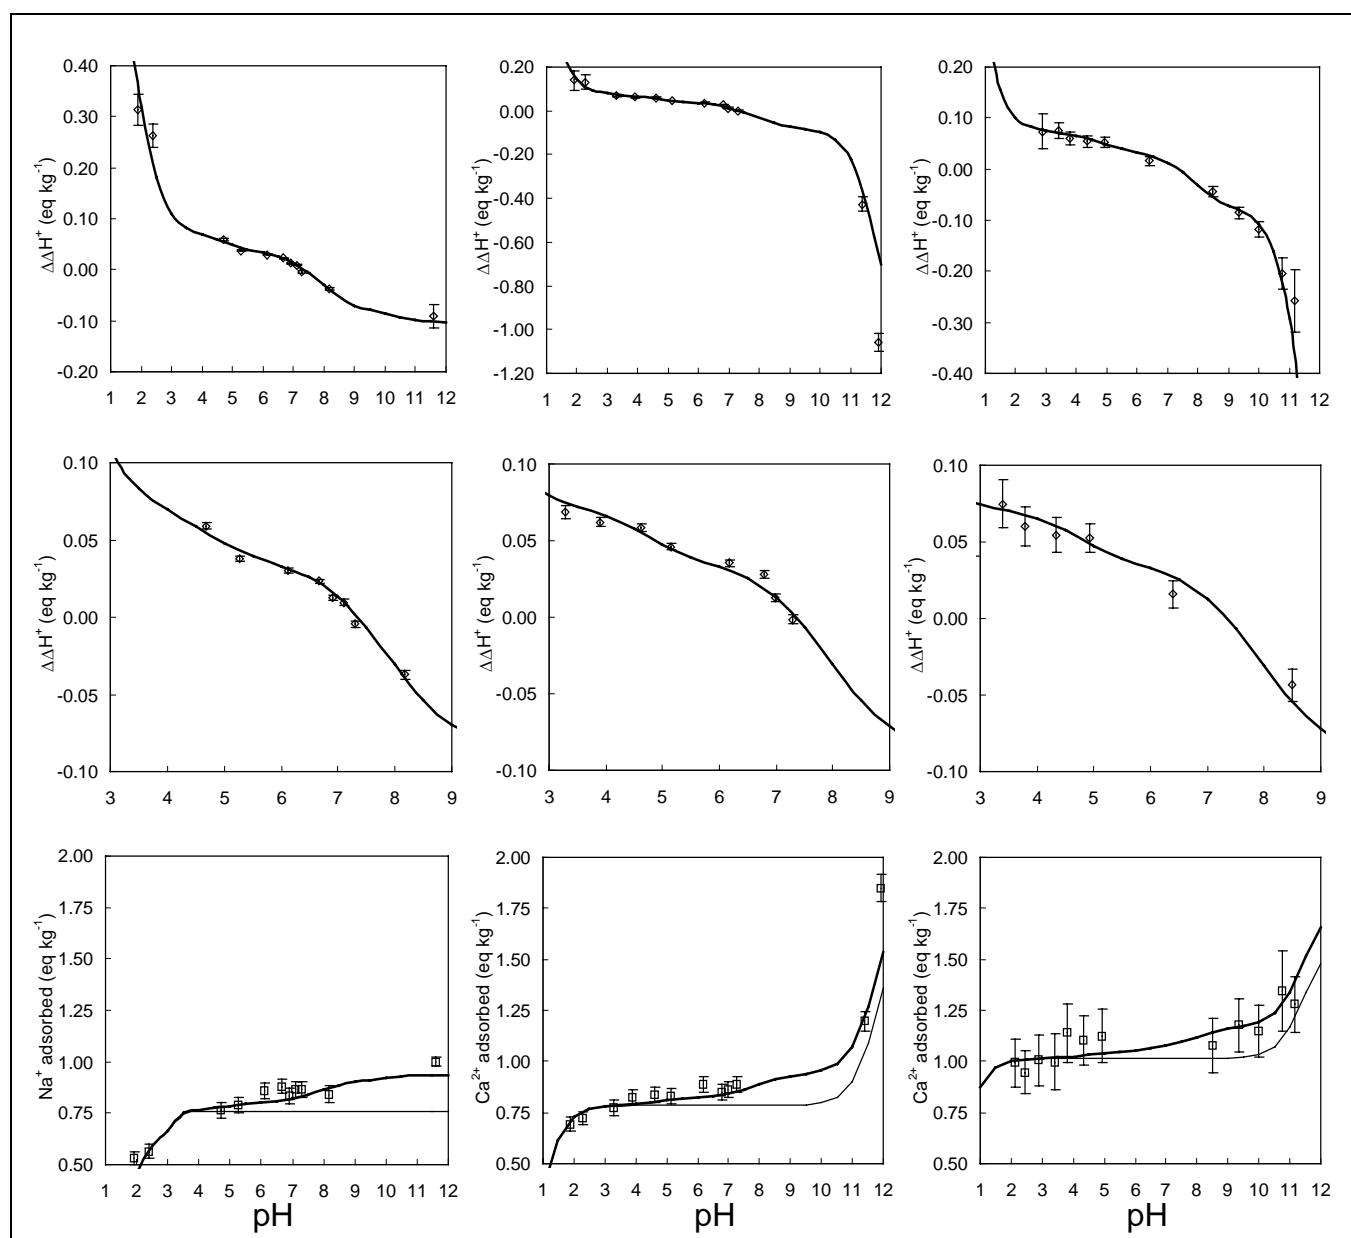 0.40
0.30
0.20
0.10
0.00
-0.10
-0.20
ΔΔH⁺ (eq kg⁻¹)
1 2 3 4 5 6 7 8 9 10 11 12
0.20
0.00
-0.20
-0.40
-0.60
-0.80
-1.00
-1.20
ΔΔH⁺ (eq kg⁻¹)
1 2 3 4 5 6 7 8 9 10 11 12
0.20
0.10
0.00
-0.10
-0.20
-0.30
-0.40
ΔΔH⁺ (eq kg⁻¹)
1 2 3 4 5 6 7 8 9 10 11 12
0.10
0.05
0.00
-0.05
-0.10
ΔΔH⁺ (eq kg⁻¹)
3 4 5 6 7 8 9
0.10
0.05
0.00
-0.05
-0.10
ΔΔH⁺ (eq kg⁻¹)
3 4 5 6 7 8 9
0.10
0.05
0.00
-0.05
-0.10
ΔΔH⁺ (eq kg⁻¹)
3 4 5 6 7 8 9
2.00
1.75
1.50
1.25
1.00
0.75
0.50
Na⁺ adsorbed (eq kg⁻¹)
1 2 3 4 5 6 7 8 9 10 11 12
pH
2.00
1.75
1.50
1.25
1.00
0.75
0.50
Ca²⁺ adsorbed (eq kg⁻¹)
1 2 3 4 5 6 7 8 9 10 11 12
pH
2.00
1.75
1.50
1.25
1.00
0.75
0.50
Ca²⁺ adsorbed (eq kg⁻¹)
1 2 3 4 5 6 7 8 9 10 11 12
pH